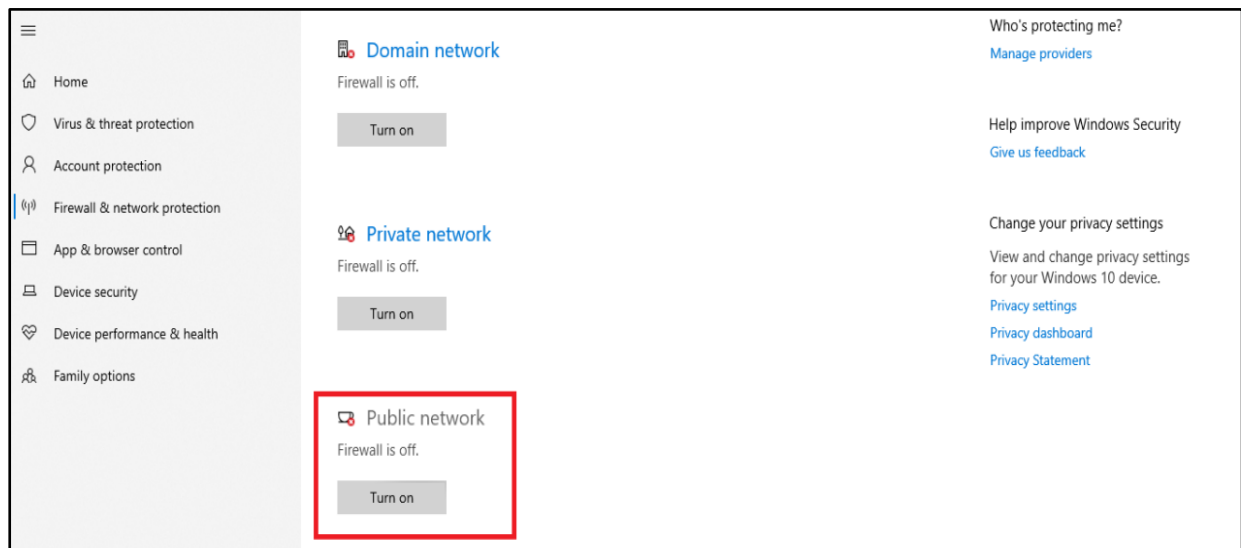 Home
Virus & threat protection
Account protection
Firewall & network protection
App & browser control
Device security
Device performance & health
Family options
Domain network
Firewall is off.
Turn on
Private network
Firewall is off.
Turn on
Public network
Firewall is off.
Turn on
Who's protecting me?
Manage providers
Help improve Windows Security
Give us feedback
Change your privacy settings
View and change privacy settings
for your Windows 10 device.
Privacy settings
Privacy dashboard
Privacy Statement